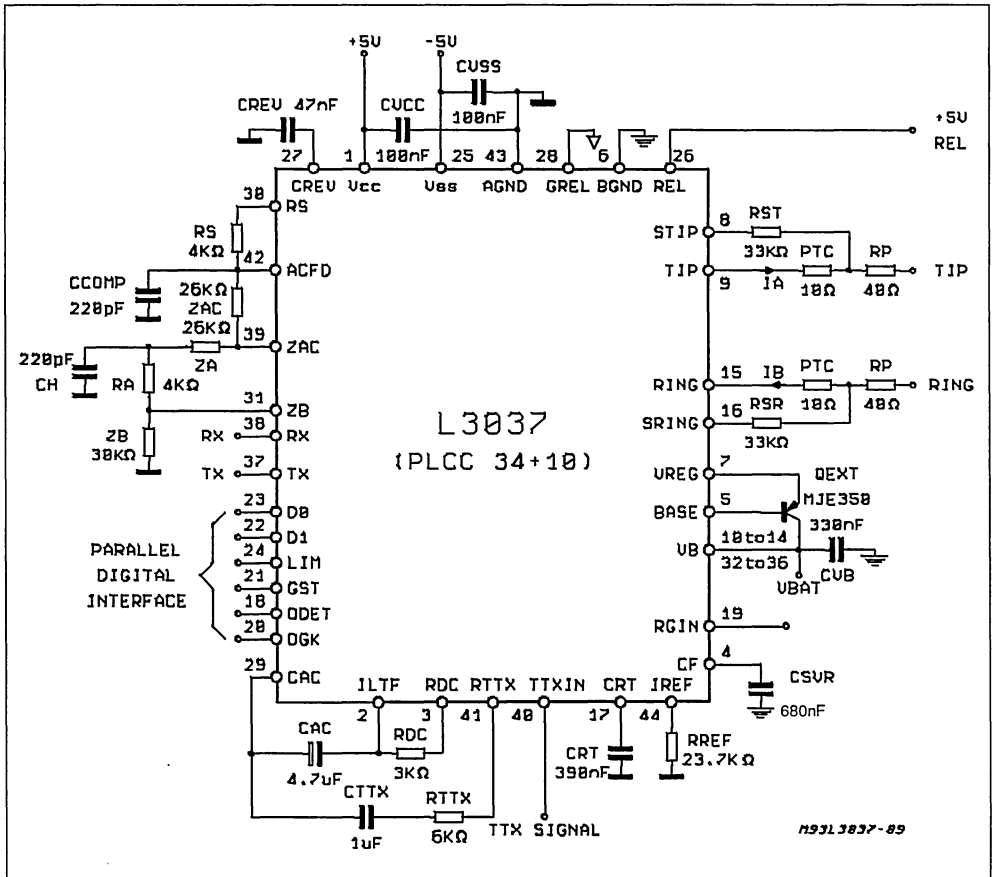 +5V
-5V
CVSS
CREV 47nF
CVCC
100nF
+5V
27
1
100nF
25
43
28
6
26
REL
CREV
Vcc
Vss
AGND
GREL
BGND
REL
30
RS
STIP
8
RST
RS
4KΩ
33KΩ
PTC
RP
42
ACFD
TIP
9
IA
10Ω
40Ω
TIP
CCOMP
220pF
26KΩ
ZAC
26KΩ
39
ZAC
ZA
220pF
CH
RA
4KΩ
RING
15
IB
PTC
RP
RING
31
ZB
10Ω
40Ω
16
RSR
SRING
33KΩ
ZB
30KΩ
RX
38
RX
L3037
(PLCC 34+10)
TX
37
TX
VREG
7
QEXT
MJE350
23
D0
BASE
5
330nF
22
D1
VB
10to14
32to36
CVB
VBAT
PARALLEL
DIGITAL
INTERFACE
24
LIM
21
GST
18
ODET
RGIN
19
20
OGK
29
CAC
CF
4
CSVR
680nF
ILTF
RDC
RTTX
TTXIN
CRT
IREF
2
3
41
40
17
44
CAC
4.7uF
RDC
3KΩ
CRT
390nF
RREF
23.7KΩ
CTTX
1uF
RTTX
6KΩ
TTX SIGNAL
M93L3037-09